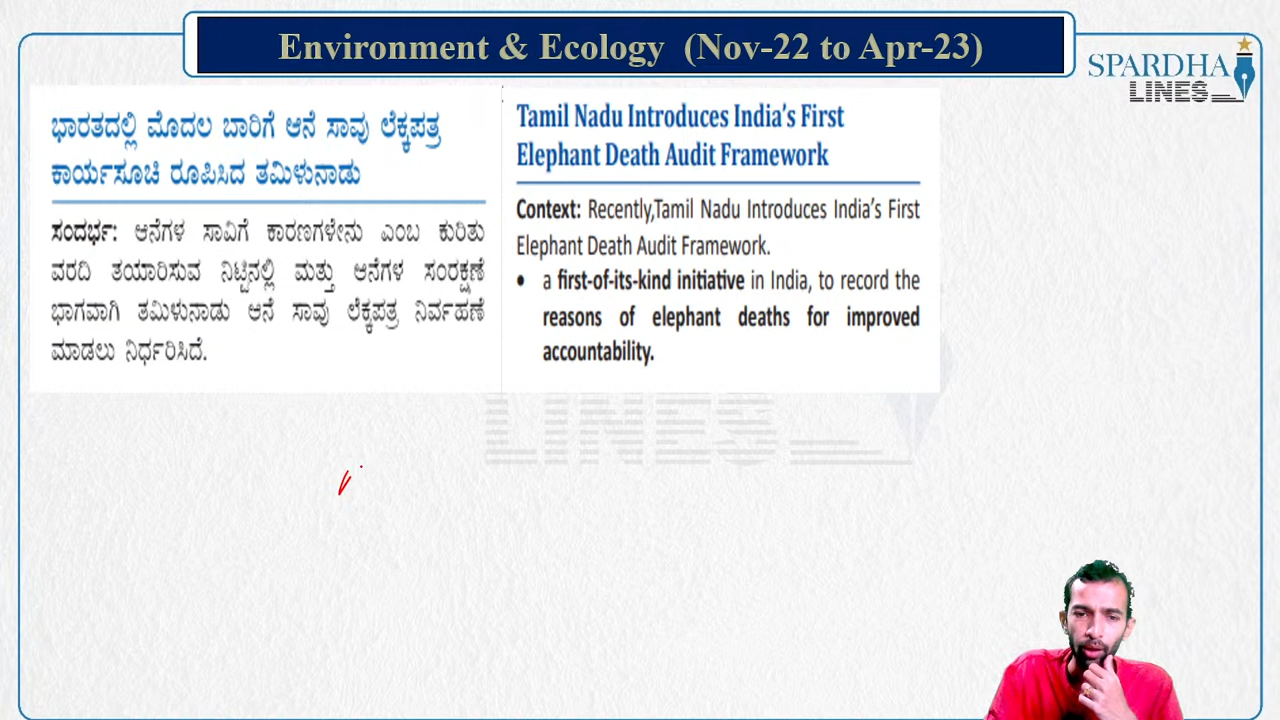 Environment & Ecology (Nov-22 to Apr-23)
SPARDHA
LINES
ಭಾರತದಲ್ಲಿ ಮೊದಲ ಬಾರಿಗೆ ಆನೆ ಸಾವು ಲೆಕ್ಕಪತ್ರ
ಕಾರ್ಯಸೂಚಿ ರೂಪಿಸಿದ ತಮಿಳುನಾಡು
ಸಂದರ್ಭ: ಆನೆಗಳ ಸಾವಿಗೆ ಕಾರಣಗಳೇನು ಎಂಬ ಕುರಿತು
ವರದಿ ತಯಾರಿಸುವ ನಿಟ್ಟಿನಲ್ಲಿ ಮತ್ತು ಆನೆಗಳ ಸಂರಕ್ಷಣೆ
ಭಾಗವಾಗಿ ತಮಿಳುನಾಡು ಆನೆ ಸಾವು ಲೆಕ್ಕಪತ್ರ ನಿರ್ವಹಣೆ
ಮಾಡಲು ನಿರ್ಧರಿಸಿದೆ.
Tamil Nadu Introduces India's First
Elephant Death Audit Framework
Context: Recently,Tamil Nadu Introduces India's First
Elephant Death Audit Framework.
• a first-of-its-kind initiative in India, to record the
reasons of elephant deaths for improved
accountability.
LINES